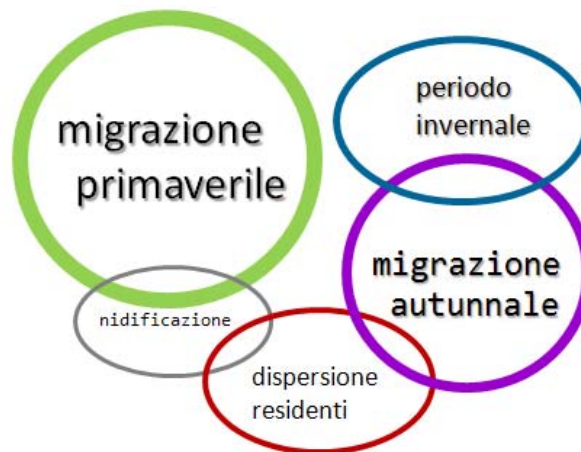 migrazione
primaverile
periodo
invernale
migrazione
autunnale
nidificazione
dispersione
residenti